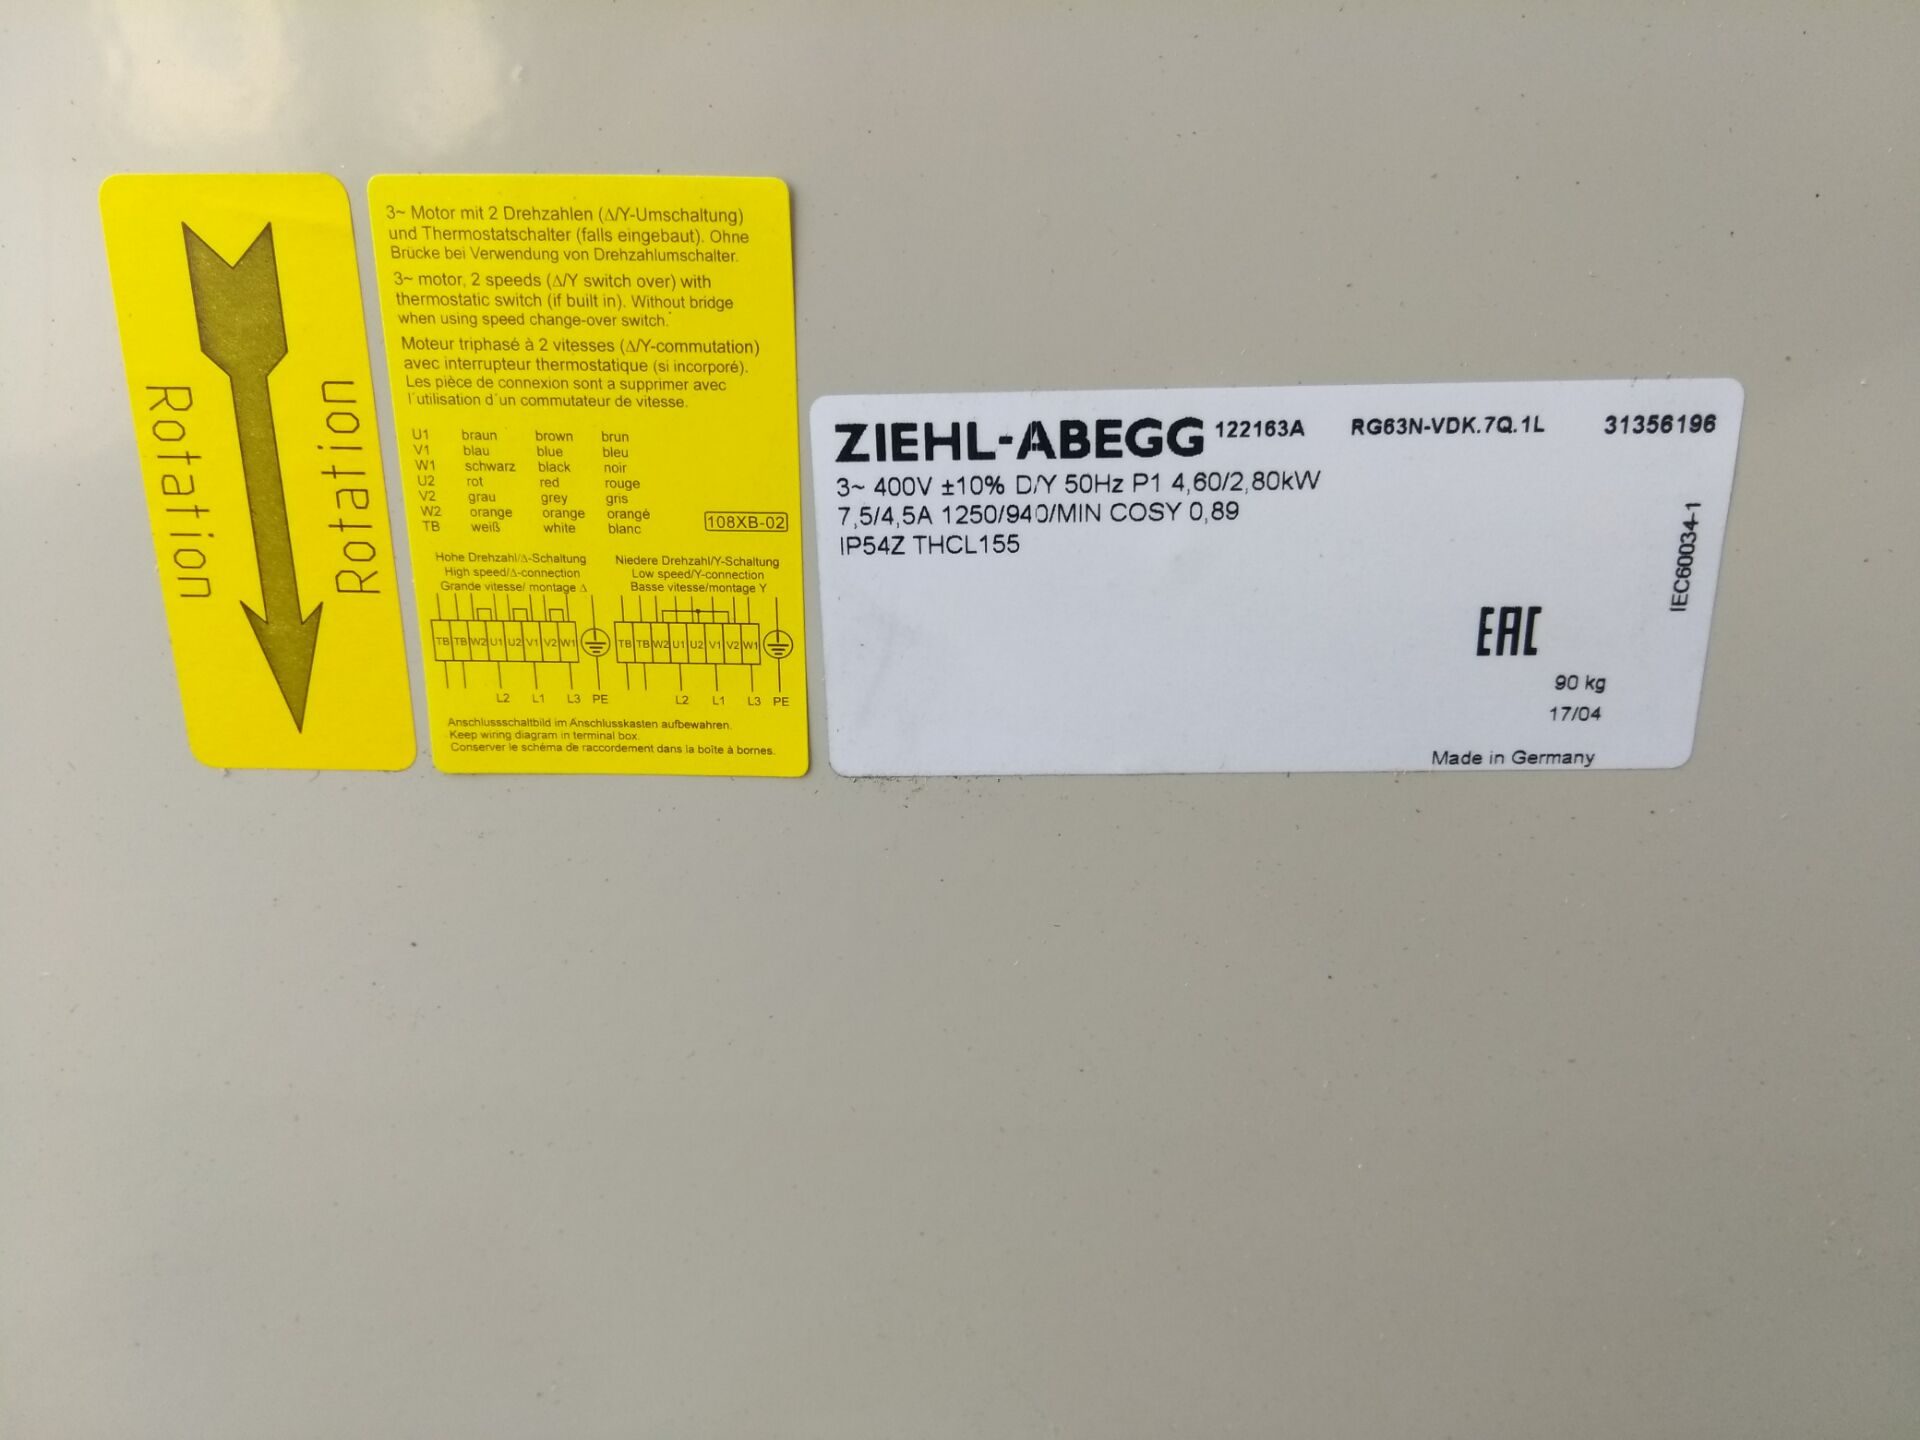 Rotation
Rotation
3~ Motor mit 2 Drehzahlen (Δ/Y-Umschaltung)
und Thermostatschalter (falls eingebaut). Ohne
Brücke bei Verwendung von Drehzahlumschalter.
3~ motor, 2 speeds (Δ/Y switch over) with
thermostatic switch (if built in). Without bridge
when using speed change-over switch.
Moteur triphasé à 2 vitesses (Δ/Y-commutation)
avec interrupteur thermostatique (si incorporé).
Les pièce de connexion sont a supprimer avec
l'utilisation d'un commutateur de vitesse.
U1 braun brown brun
V1 blau blue bleu
W1 schwarz black noir
U2 rot red rouge
V2 grau grey gris
W2 orange orange orangé
TB weiß white blanc
108XB-02
Hohe Drehzahl/Δ-Schaltung
High speed/Δ-connection
Grande vitesse/ montage Δ
TB TB W2 U1 U2 V1 V2 W1
L2 L1 L3 PE
Niedere Drehzahl/Y-Schaltung
Low speed/Y-connection
Basse vitesse/montage Y
TB TB W2 U1 U2 V1 V2 W1
L2 L1 L3 PE
Anschlussschaltbild im Anschlusskasten aufbewahren.
Keep wiring diagram in terminal box.
Conserver le schéma de raccordement dans la boîte à bornes.
ZIEHL-ABEGG 122163A RG63N-VDK.7Q.1L 31356196
3~ 400V ±10% D/Y 50Hz P1 4,60/2,80kW
7,5/4,5A 1250/940/MIN COSY 0,89
IP54Z THCL155
IEC60034-1
EAC
90 kg
17/04
Made in Germany